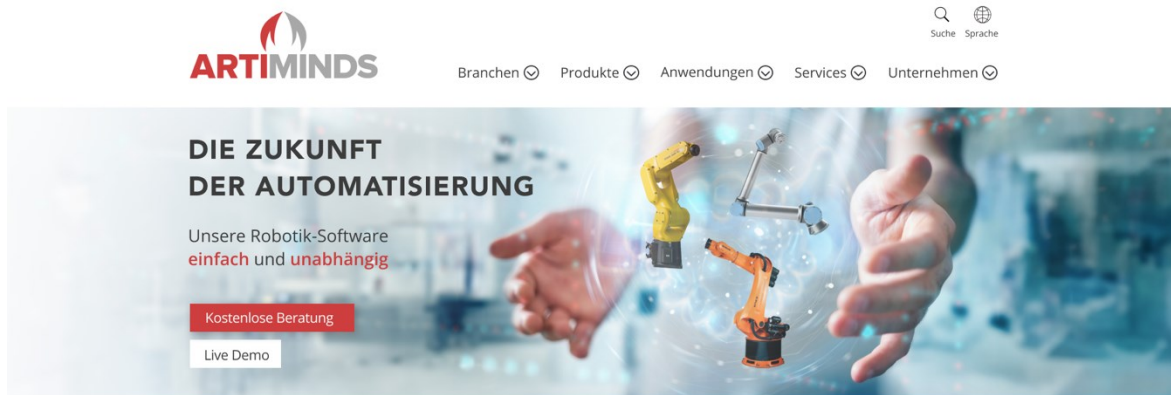 Suche Sprache
ARTIMINDS
Branchen Produkte Anwendungen Services Unternehmen
DIE ZUKUNFT
DER AUTOMATISIERUNG
Unsere Robotik-Software
einfach und unabhängig
Kostenlose Beratung
Live Demo